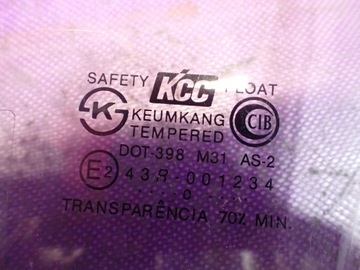 SAFETY KCC FLOAT
K KEUMKANG CIB
TEMPERED
DOT-398 M31 AS-2
E2 43R-001234
0
TRANSPARÊNCIA 70% MIN.